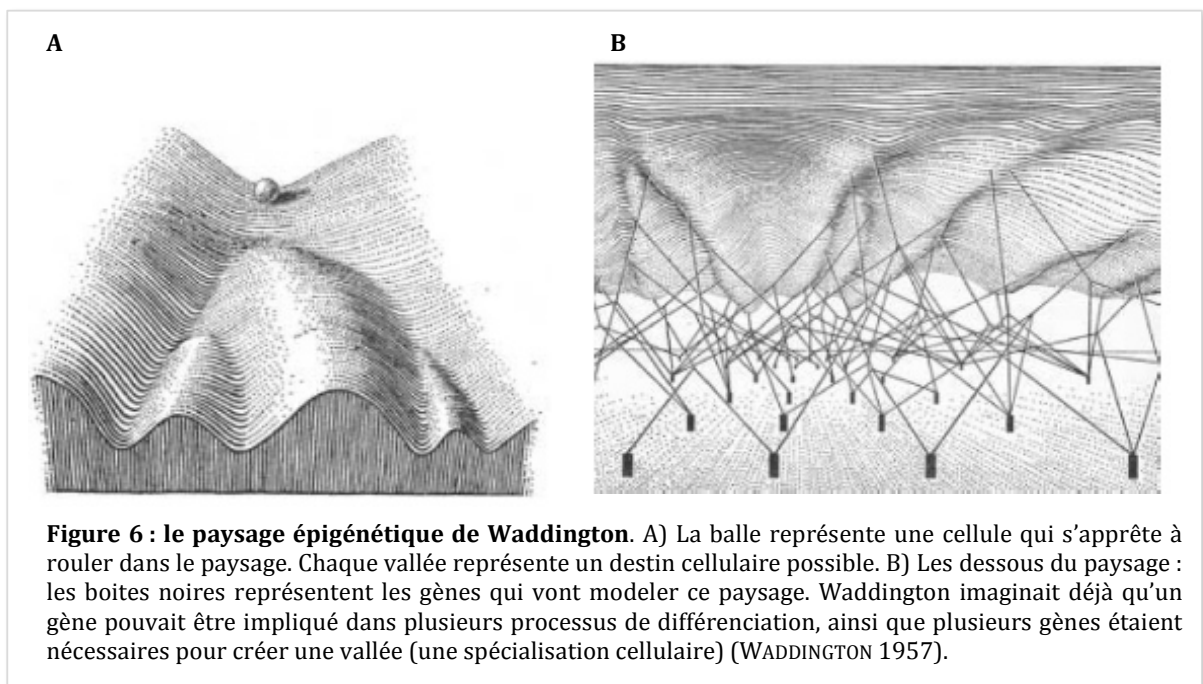 A
B
Figure 6 : le paysage épigénétique de Waddington. A) La balle représente une cellule qui s’apprête à
rouler dans le paysage. Chaque vallée représente un destin cellulaire possible. B) Les dessous du paysage :
les boites noires représentent les gènes qui vont modeler ce paysage. Waddington imaginait déjà qu’un
gène pouvait être impliqué dans plusieurs processus de différenciation, ainsi que plusieurs gènes étaient
nécessaires pour créer une vallée (une spécialisation cellulaire) (WADDINGTON 1957).